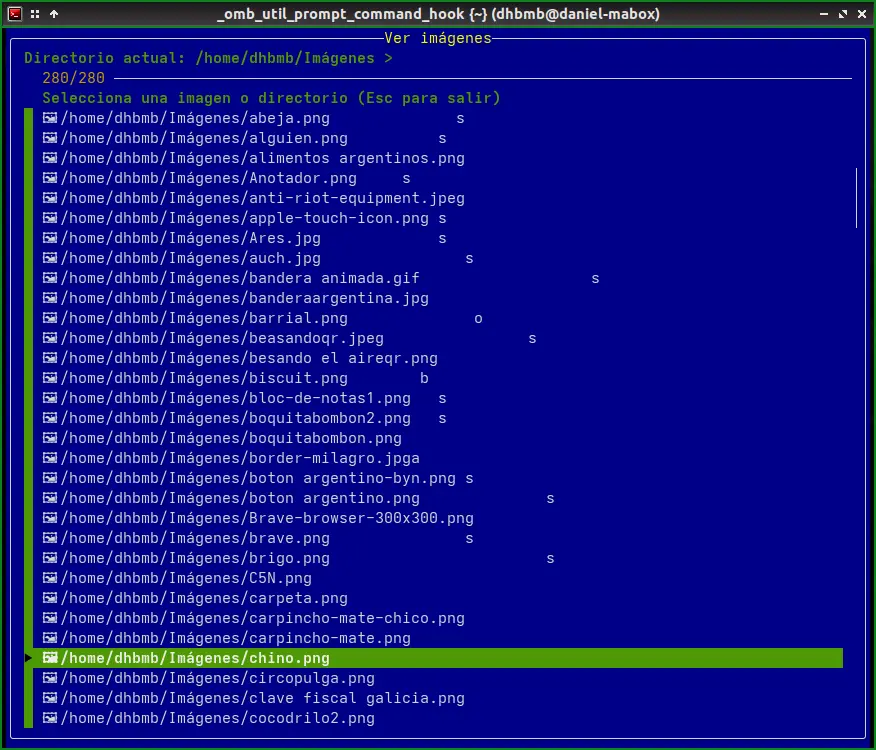 _omb_util_prompt_command_hook {~} (dhbmb@daniel-mabox)
Ver imágenes
Directorio actual: /home/dhbmb/Imágenes >
280/280
Selecciona una imagen o directorio (Esc para salir)
/home/dhbmb/Imágenes/abeja.png s
/home/dhbmb/Imágenes/alguien.png s
/home/dhbmb/Imágenes/alimentos argentinos.png
/home/dhbmb/Imágenes/Anotador.png s
/home/dhbmb/Imágenes/anti-riot-equipment.jpeg
/home/dhbmb/Imágenes/apple-touch-icon.png s
/home/dhbmb/Imágenes/Ares.jpg s
/home/dhbmb/Imágenes/auch.jpg s
/home/dhbmb/Imágenes/bandera animada.gif s
/home/dhbmb/Imágenes/banderaargentina.jpg
/home/dhbmb/Imágenes/barrial.png o
/home/dhbmb/Imágenes/beasandoqr.jpeg s
/home/dhbmb/Imágenes/besando el aireqr.png
/home/dhbmb/Imágenes/biscuit.png b
/home/dhbmb/Imágenes/bloc-de-notas1.png s
/home/dhbmb/Imágenes/boquitabombon2.png s
/home/dhbmb/Imágenes/boquitabombon.png
/home/dhbmb/Imágenes/border-milagro.jpga
/home/dhbmb/Imágenes/boton argentino-byn.png s
/home/dhbmb/Imágenes/boton argentino.png s
/home/dhbmb/Imágenes/Brave-browser-300x300.png
/home/dhbmb/Imágenes/brave.png s
/home/dhbmb/Imágenes/brigo.png s
/home/dhbmb/Imágenes/C5N.png
/home/dhbmb/Imágenes/carpeta.png
/home/dhbmb/Imágenes/carpincho-mate-chico.png
/home/dhbmb/Imágenes/carpincho-mate.png
/home/dhbmb/Imágenes/chino.png
/home/dhbmb/Imágenes/circopulga.png
/home/dhbmb/Imágenes/clave fiscal galicia.png
/home/dhbmb/Imágenes/cocodrilo2.png